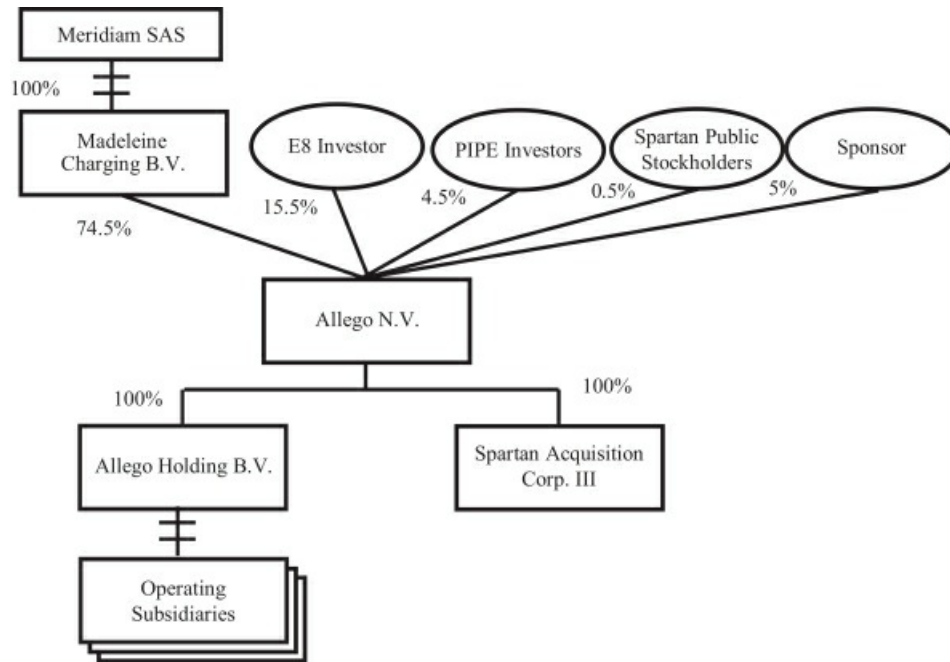 Meridiam SAS
100%
Madeleine
Charging B.V.
E8 Investor
PIPE Investors
Spartan Public
Stockholders
Sponsor
74.5%
15.5%
4.5%
0.5%
5%
Allego N.V.
100%
100%
Allego Holding B.V.
Spartan Acquisition
Corp. III
Operating
Subsidiaries